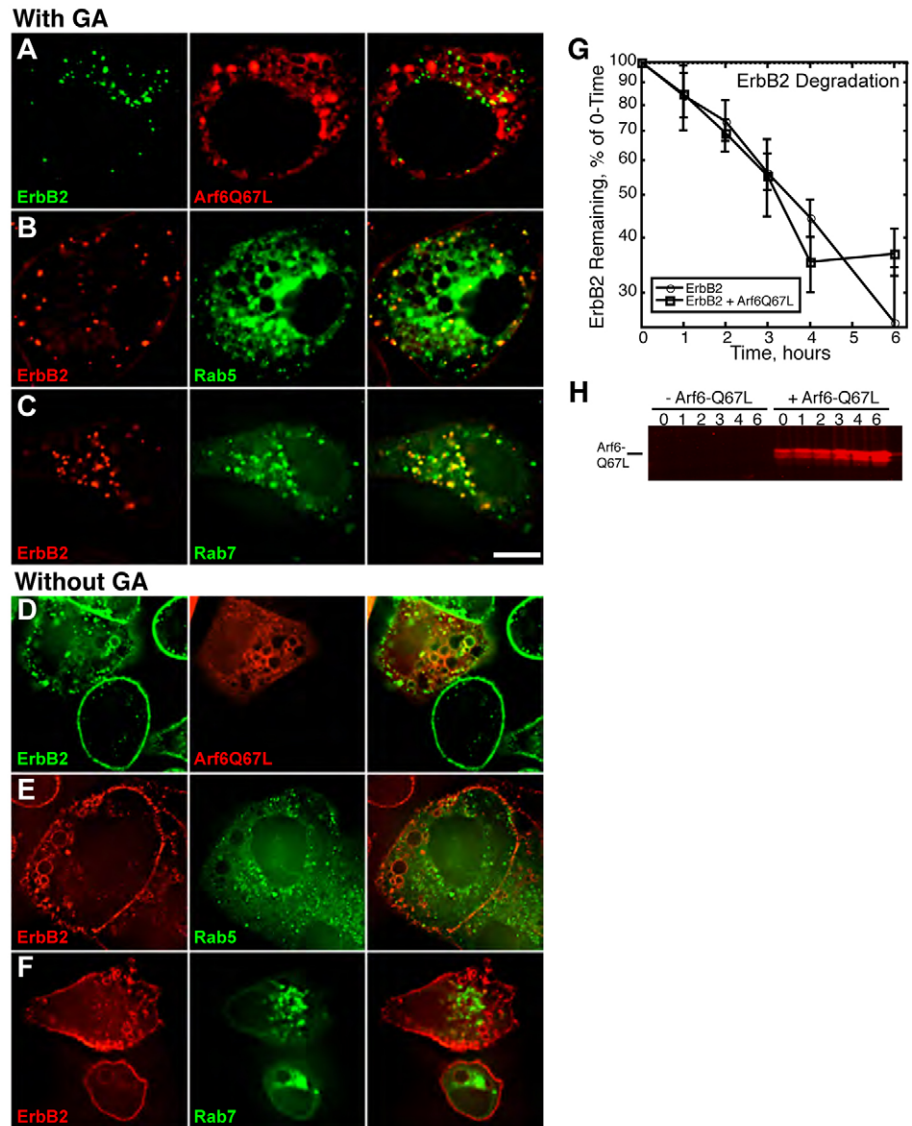 With GA
A
ErbB2
Arf6Q67L
B
ErbB2
Rab5
C
ErbB2
Rab7
Without GA
D
ErbB2
Arf6Q67L
E
ErbB2
Rab5
F
ErbB2
Rab7
G
ErbB2 Degradation
ErbB2 Remaining, % of 0-Time
100
90
80
70
60
50
40
30
ErbB2
ErbB2 + Arf6Q67L
0 1 2 3 4 5 6
Time, hours
H
- Arf6-Q67L + Arf6-Q67L
0 1 2 3 4 6 0 1 2 3 4 6
Arf6-
Q67L